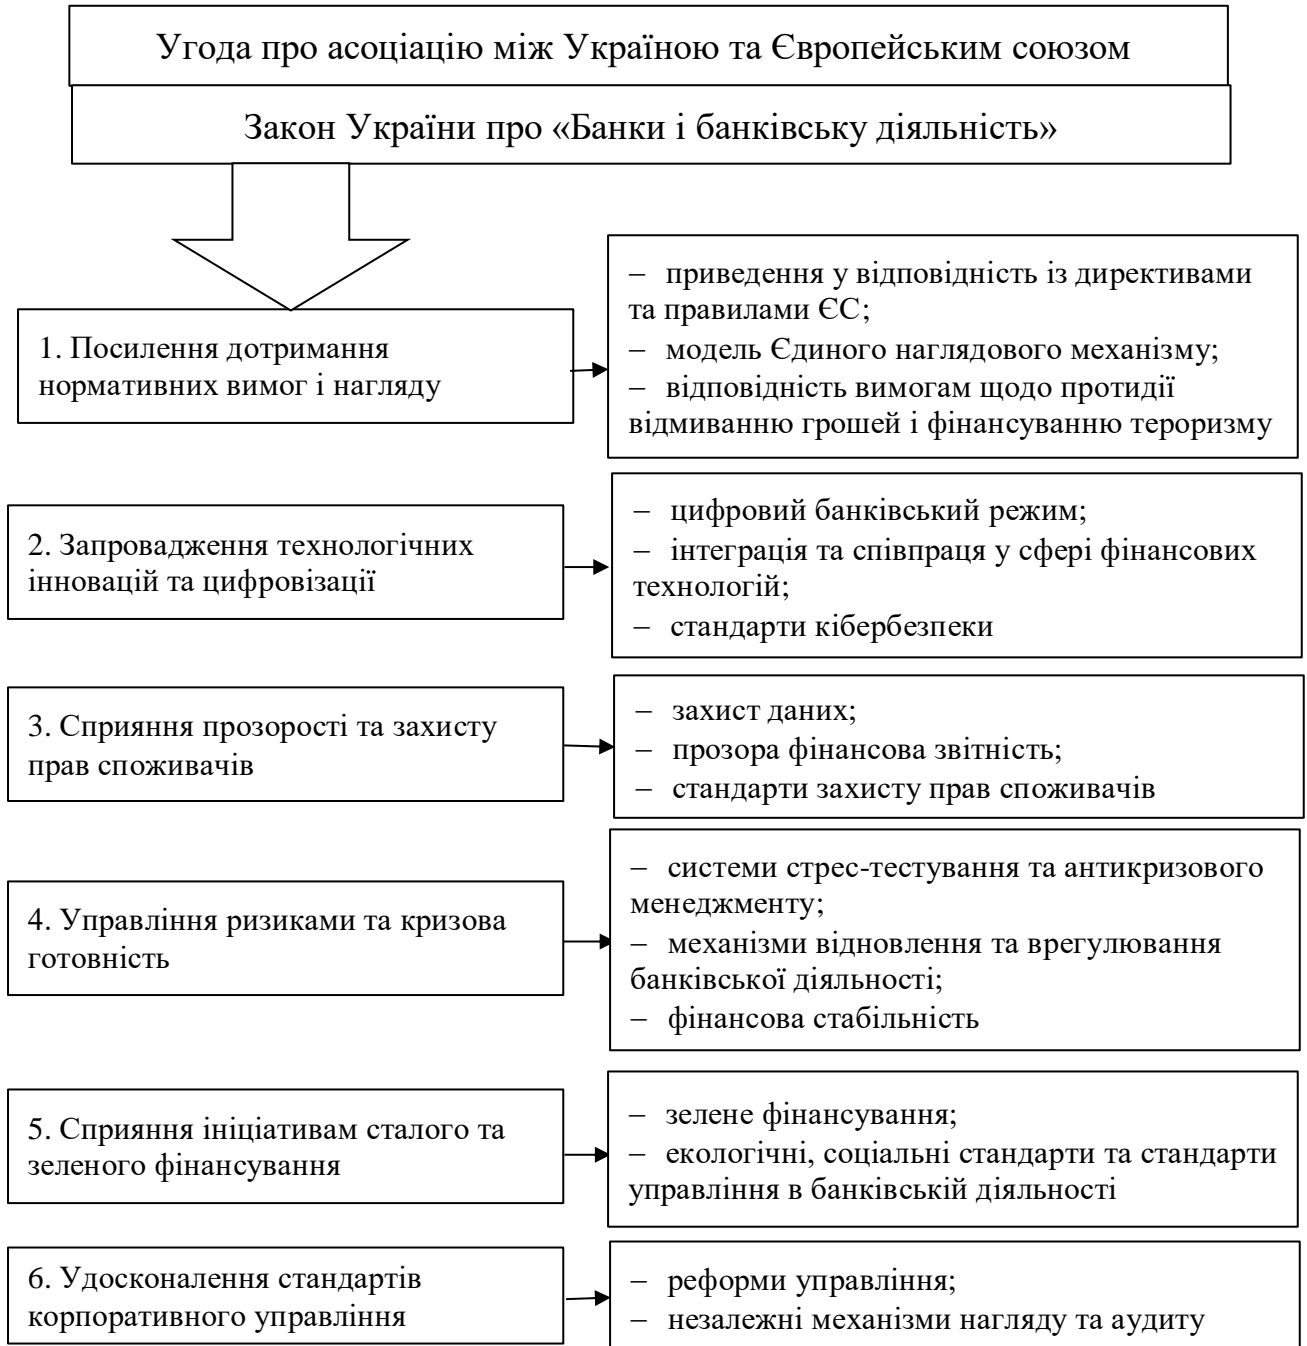 Угода про асоціацію між Україною та Європейським союзом
Закон України про «Банки і банківську діяльність»
1. Посилення дотримання
нормативних вимог і нагляду
– приведення у відповідність із директивами
та правилами ЄС;
– модель Єдиного наглядового механізму;
– відповідність вимогам щодо протидії
відмиванню грошей і фінансуванню тероризму
2. Запровадження технологічних
інновацій та цифровізації
– цифровий банківський режим;
– інтеграція та співпраця у сфері фінансових
технологій;
– стандарти кібербезпеки
3. Сприяння прозорості та захисту
прав споживачів
– захист даних;
– прозора фінансова звітність;
– стандарти захисту прав споживачів
4. Управління ризиками та кризова
готовність
– системи стрес-тестування та антикризового
менеджменту;
– механізми відновлення та врегулювання
банківської діяльності;
– фінансова стабільність
5. Сприяння ініціативам сталого та
зеленого фінансування
– зелене фінансування;
– екологічні, соціальні стандарти та стандарти
управління в банківській діяльності
6. Удосконалення стандартів
корпоративного управління
– реформи управління;
– незалежні механізми нагляду та аудиту